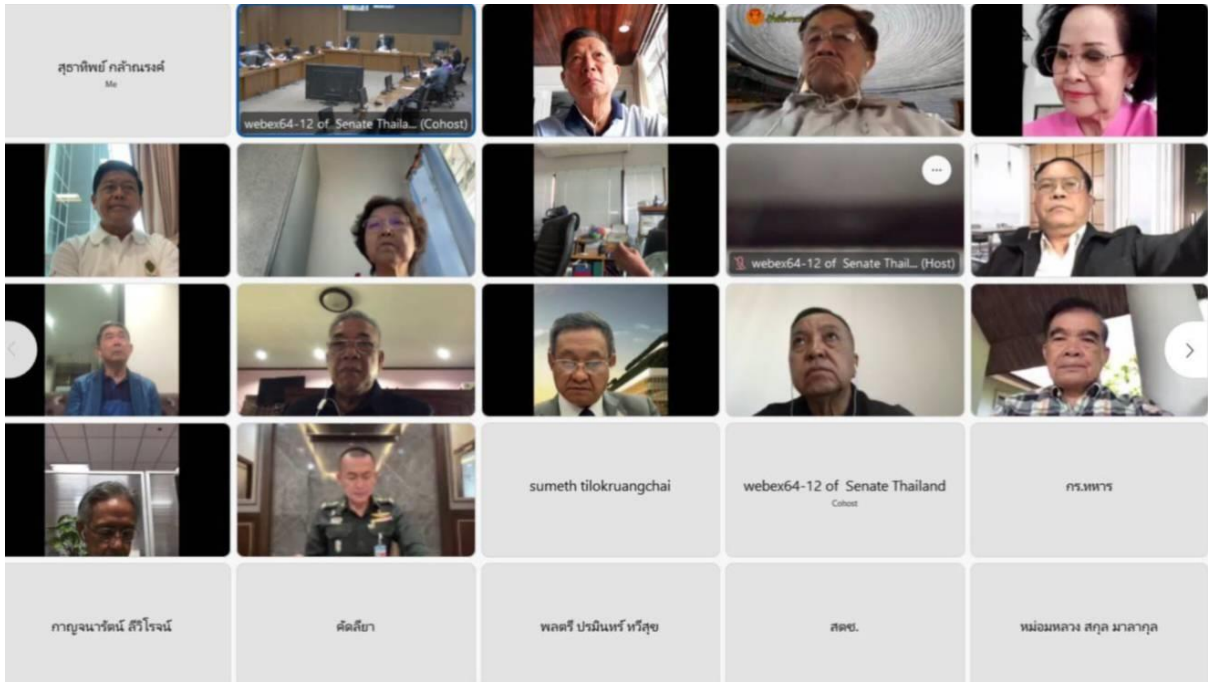 สุธาทิพย์ กล้าณรงค์
Me
webex64-12 of Senate Thaila... (Cohost)
webex64-12 of Senate Thail... (Host)
sumeth tilokruangchai
webex64-12 of Senate Thailand
Cohost
กร.ทหาร
กาญจนารัตน์ ลีวิโรจน์
คัดลียา
พลตรี ปรมินทร์ ทวีสุข
สดช.
หม่อมหลวง สกุล มาลากุล